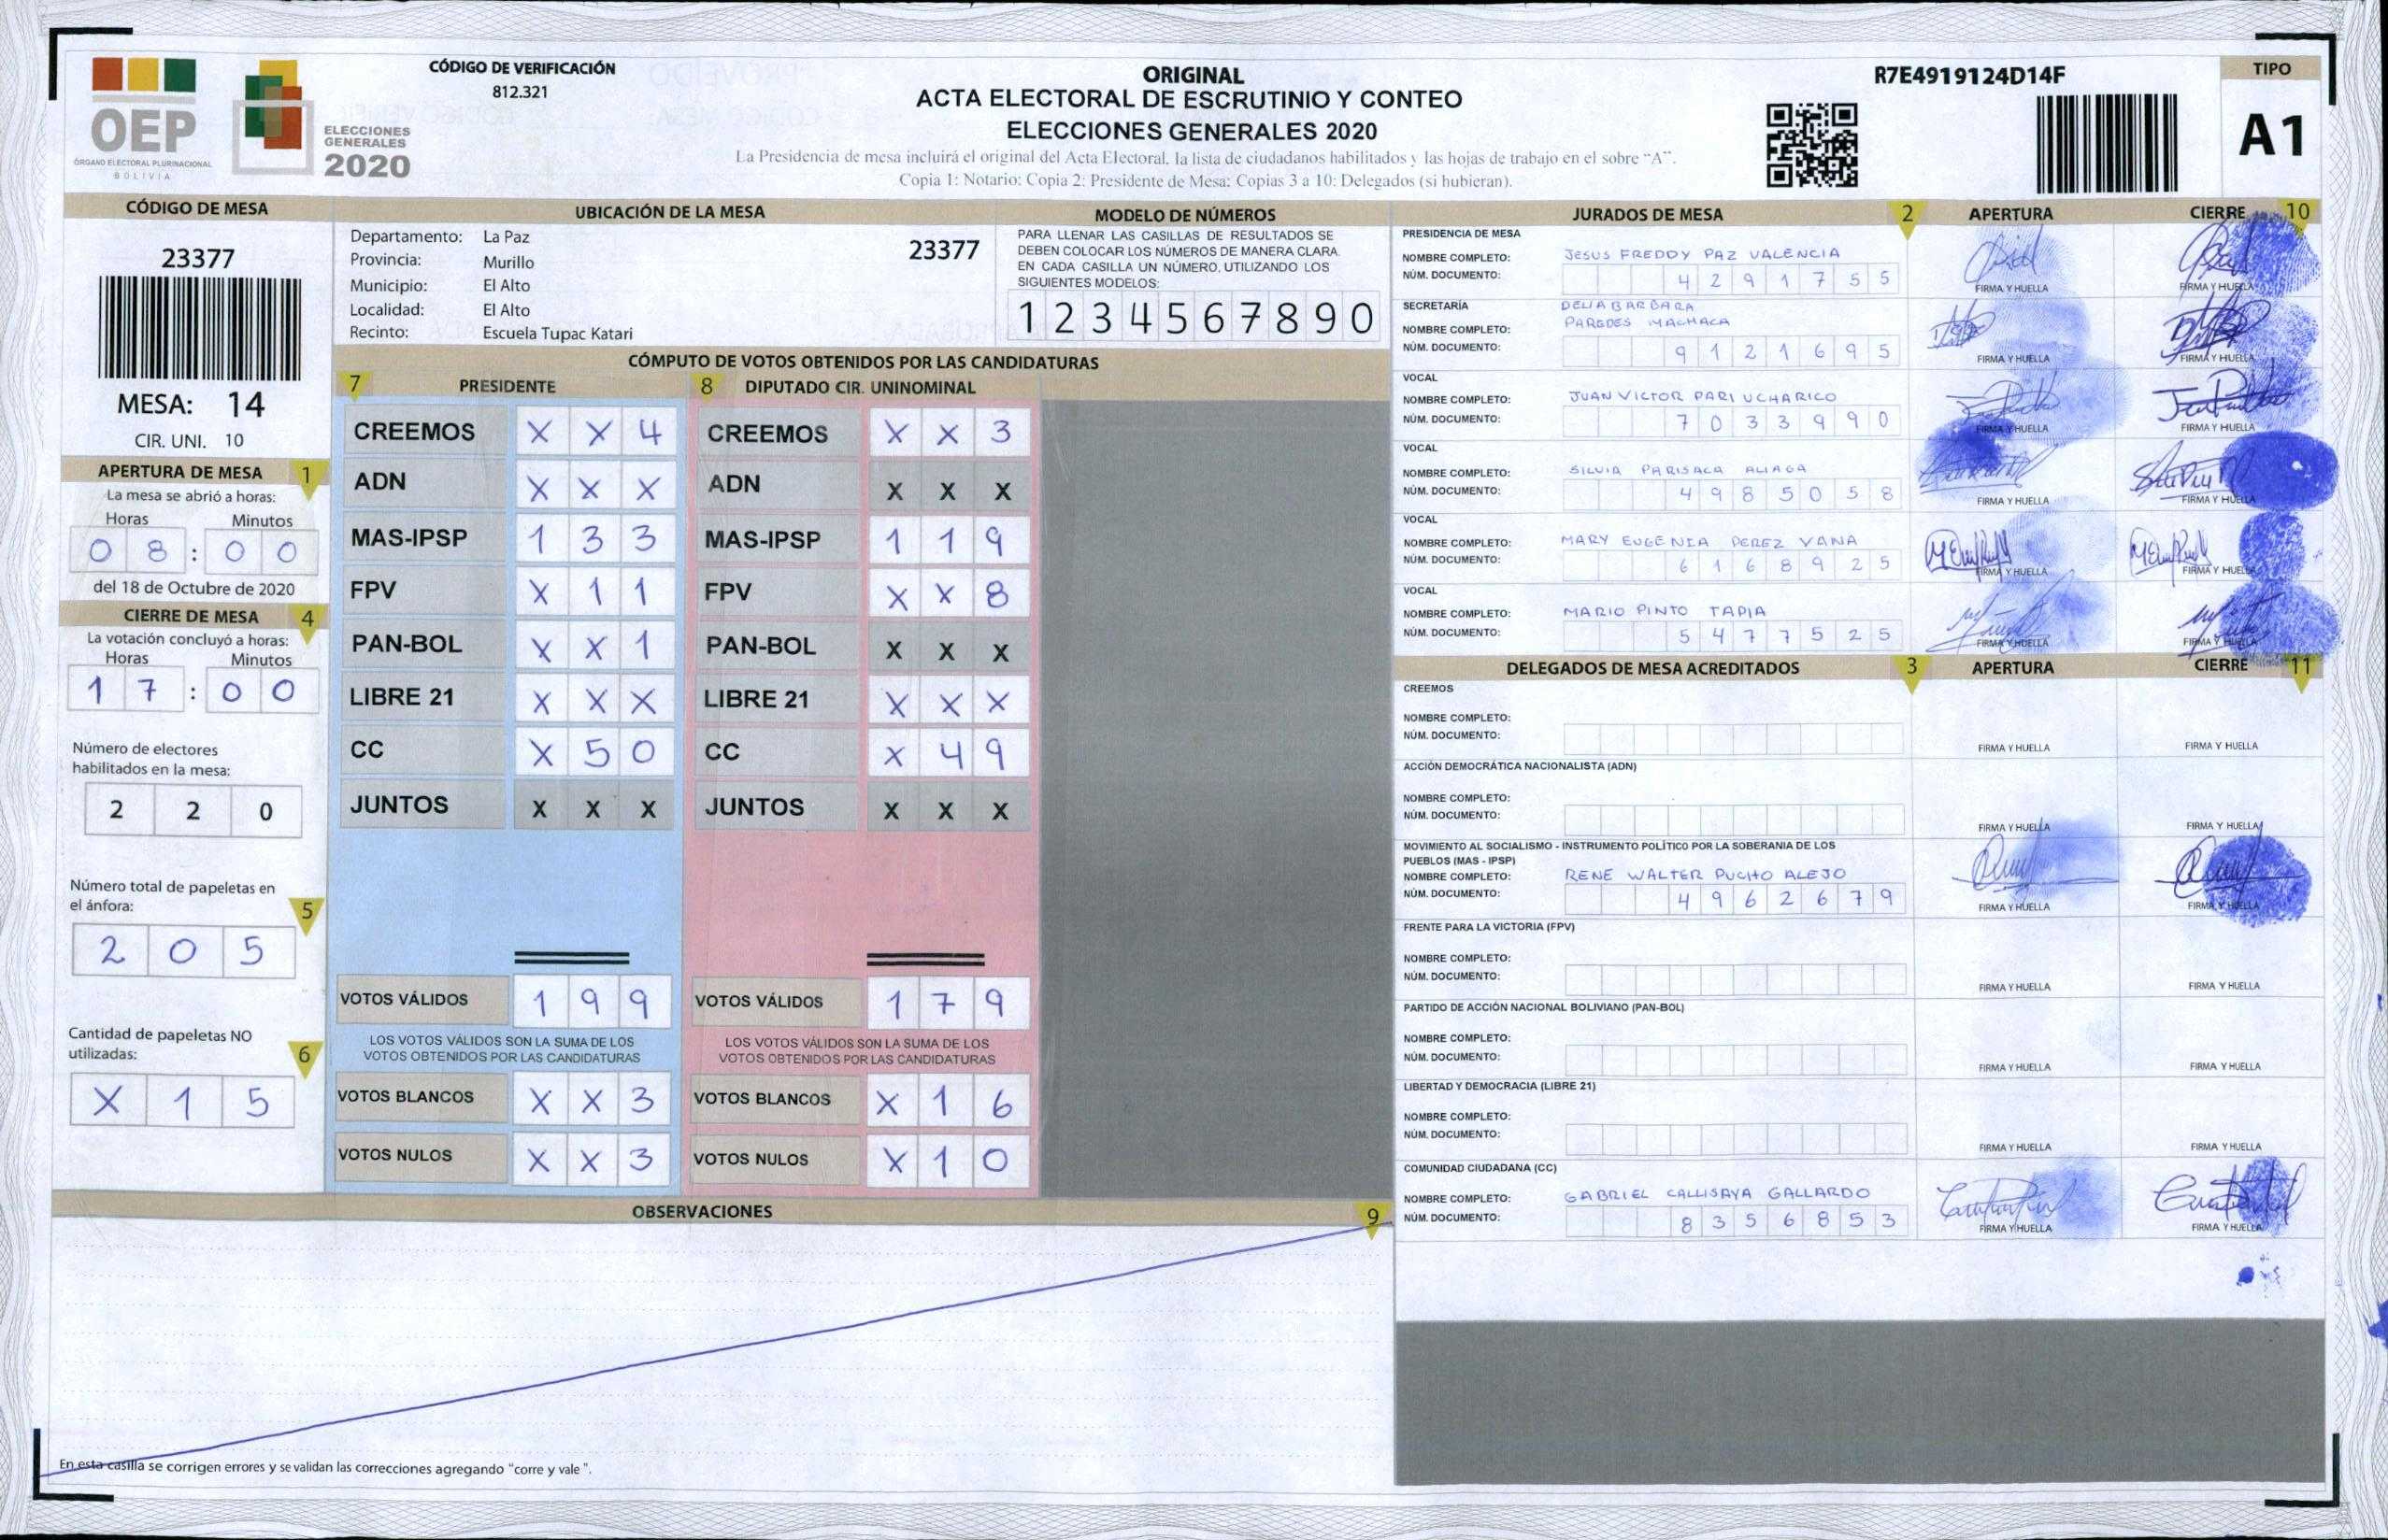 OEP
ÓRGANO ELECTORAL PLURINACIONAL
BOLIVIA
ELECCIONES
GENERALES
2020
CÓDIGO DE VERIFICACIÓN
812.321
ORIGINAL
ACTA ELECTORAL DE ESCRUTINIO Y CONTEO
ELECCIONES GENERALES 2020
La Presidencia de mesa incluirá el original del Acta Electoral, la lista de ciudadanos habilitados y las hojas de trabajo en el sobre "A".
Copia 1: Notario: Copia 2: Presidente de Mesa: Copias 3 a 10: Delegados (si hubieran).
R7E4919124D14F
TIPO
A1
CÓDIGO DE MESA
23377
MESA: 14
CIR. UNI. 10
APERTURA DE MESA 1
La mesa se abrió a horas:
Horas Minutos
0 8 : 0 0
del 18 de Octubre de 2020
CIERRE DE MESA 4
La votación concluyó a horas:
Horas Minutos
1 7 : 0 0
Número de electores
habilitados en la mesa:
2 2 0
Número total de papeletas en
el ánfora: 5
2 0 5
Cantidad de papeletas NO
utilizadas: 6
X 1 5
UBICACIÓN DE LA MESA
Departamento: La Paz 23377
Provincia: Murillo
Municipio: El Alto
Localidad: El Alto
Recinto: Escuela Tupac Katari
MODELO DE NÚMEROS
PARA LLENAR LAS CASILLAS DE RESULTADOS SE
DEBEN COLOCAR LOS NÚMEROS DE MANERA CLARA.
EN CADA CASILLA UN NÚMERO, UTILIZANDO LOS
SIGUIENTES MODELOS:
1 2 3 4 5 6 7 8 9 0
CÓMPUTO DE VOTOS OBTENIDOS POR LAS CANDIDATURAS
7 PRESIDENTE 8 DIPUTADO CIR. UNINOMINAL
CREEMOS X X 4 CREEMOS X X 3
ADN X X X ADN X X X
MAS-IPSP 1 3 3 MAS-IPSP 1 1 9
FPV X 1 1 FPV X X 8
PAN-BOL X X 1 PAN-BOL X X X
LIBRE 21 X X X LIBRE 21 X X X
CC X 5 0 CC X 4 9
JUNTOS X X X JUNTOS X X X
VOTOS VÁLIDOS 1 9 9 VOTOS VÁLIDOS 1 7 9
LOS VOTOS VÁLIDOS SON LA SUMA DE LOS LOS VOTOS VÁLIDOS SON LA SUMA DE LOS
VOTOS OBTENIDOS POR LAS CANDIDATURAS VOTOS OBTENIDOS POR LAS CANDIDATURAS
VOTOS BLANCOS X X 3 VOTOS BLANCOS X 1 6
VOTOS NULOS X X 3 VOTOS NULOS X 1 0
OBSERVACIONES 9
En esta casilla se corrigen errores y se validan las correcciones agregando "corre y vale ".
JURADOS DE MESA 2 APERTURA CIERRE 10
PRESIDENCIA DE MESA
NOMBRE COMPLETO: JESUS FREDDY PAZ VALENCIA
NÚM. DOCUMENTO: 4 2 9 1 7 5 5
FIRMA Y HUELLA FIRMA Y HUELLA
SECRETARÍA DELIA BARBARA
NOMBRE COMPLETO: PAREDES MACHACA
NÚM. DOCUMENTO: 9 1 2 1 6 9 5
FIRMA Y HUELLA FIRMA Y HUELLA
VOCAL
NOMBRE COMPLETO: JUAN VICTOR PARI UCHARICO
NÚM. DOCUMENTO: 7 0 3 3 9 9 0
FIRMA Y HUELLA FIRMA Y HUELLA
VOCAL
NOMBRE COMPLETO: SILVIA PARISACA ALIAGA
NÚM. DOCUMENTO: 4 9 8 5 0 5 8
FIRMA Y HUELLA FIRMA Y HUELLA
VOCAL
NOMBRE COMPLETO: MARY EUGENIA PEREZ VANA
NÚM. DOCUMENTO: 6 1 6 8 9 2 5
FIRMA Y HUELLA FIRMA Y HUELLA
VOCAL
NOMBRE COMPLETO: MARIO PINTO TAPIA
NÚM. DOCUMENTO: 5 4 7 7 5 2 5
FIRMA Y HUELLA FIRMA Y HUELLA
DELEGADOS DE MESA ACREDITADOS 3 APERTURA CIERRE 11
CREEMOS
NOMBRE COMPLETO:
NÚM. DOCUMENTO:
FIRMA Y HUELLA FIRMA Y HUELLA
ACCIÓN DEMOCRÁTICA NACIONALISTA (ADN)
NOMBRE COMPLETO:
NÚM. DOCUMENTO:
FIRMA Y HUELLA FIRMA Y HUELLA
MOVIMIENTO AL SOCIALISMO - INSTRUMENTO POLÍTICO POR LA SOBERANIA DE LOS
PUEBLOS (MAS - IPSP)
NOMBRE COMPLETO: RENE WALTER PUCHO ALEJO
NÚM. DOCUMENTO: 4 9 6 2 6 7 9
FIRMA Y HUELLA FIRMA Y HUELLA
FRENTE PARA LA VICTORIA (FPV)
NOMBRE COMPLETO:
NÚM. DOCUMENTO:
FIRMA Y HUELLA FIRMA Y HUELLA
PARTIDO DE ACCIÓN NACIONAL BOLIVIANO (PAN-BOL)
NOMBRE COMPLETO:
NÚM. DOCUMENTO:
FIRMA Y HUELLA FIRMA Y HUELLA
LIBERTAD Y DEMOCRACIA (LIBRE 21)
NOMBRE COMPLETO:
NÚM. DOCUMENTO:
FIRMA Y HUELLA FIRMA Y HUELLA
COMUNIDAD CIUDADANA (CC)
NOMBRE COMPLETO: GABRIEL CALLISAYA GALLARDO
NÚM. DOCUMENTO: 8 3 5 6 8 5 3
FIRMA Y HUELLA FIRMA Y HUELLA